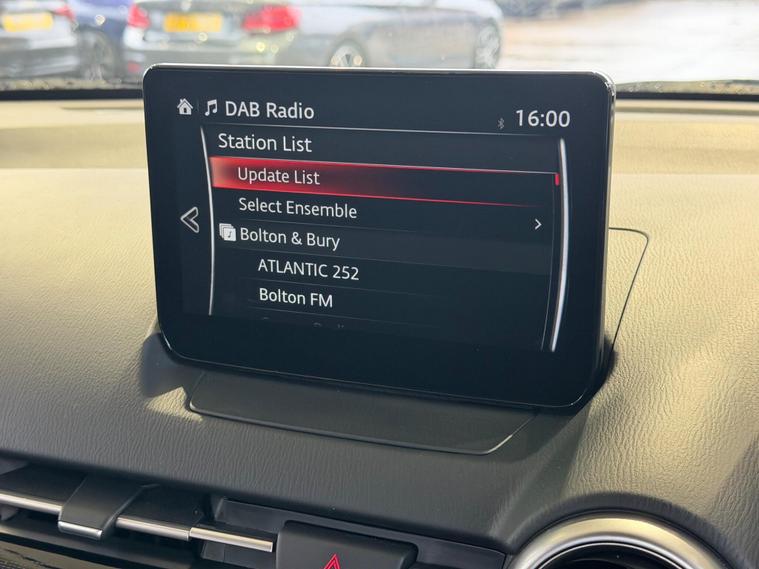 DAB Radio
16:00
Station List
Update List
Select Ensemble
Bolton & Bury
ATLANTIC 252
Bolton FM